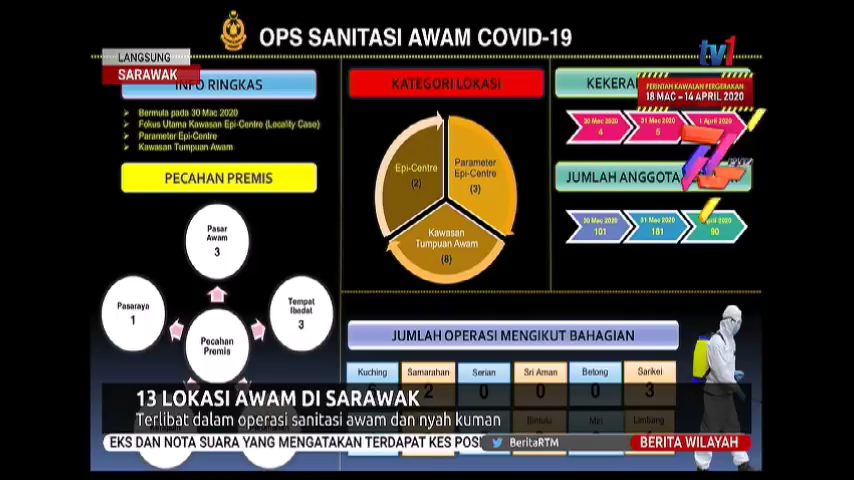 OPS SANITASI AWAM COVID-19
tv1
LANGSUNG
SARAWAK
INFO RINGKAS
Bermula pada 30 Mac 2020
Fokus Utama Kawasan Epi-Centre (Locality Case)
Parameter Epi-Centre
Kawasan Tumpuan Awam
PECAHAN PREMIS
Pasar
Awam
3
Pasaraya
1
Tempat
Ibadat
3
Pecahan
Premis
KATEGORI LOKASI
Epi-Centre
(2)
Parameter
Epi-Centre
(3)
Kawasan
Tumpuan Awam
(8)
PERINTAH KAWALAN PERGERAKAN
18 MAC – 14 APRIL 2020
30 Mac 2020
4
31 Mac 2020
5
1 April 2020
JUMLAH ANGGOTA
30 Mac 2020
101
31 Mac 2020
181
90
JUMLAH OPERASI MENGIKUT BAHAGIAN
Kuching
Samarahan
2
Serian
0
Sri Aman
0
Betong
0
Sarikei
3
Bintulu
Miri
Limbang
13 LOKASI AWAM DI SARAWAK
Terlibat dalam operasi sanitasi awam dan nyah kuman
EKS DAN NOTA SUARA YANG MENGATAKAN TERDAPAT KES POSI
BeritaRTM
BERITA WILAYAH